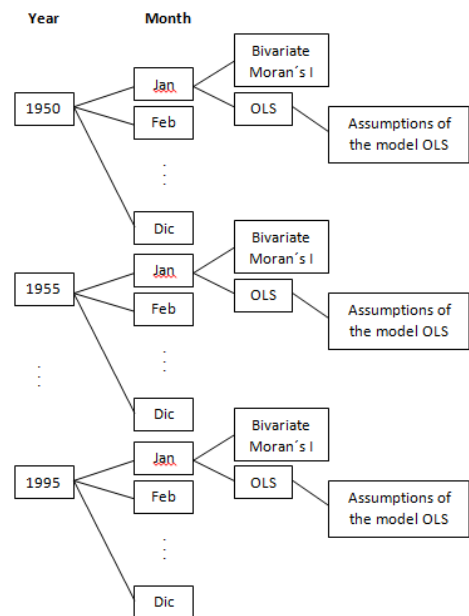 Year
Month
1950
Jan
Feb
⋮
Dic
Bivariate
Moran´s I
OLS
Assumptions of
the model OLS
1955
Jan
Feb
⋮
Dic
Bivariate
Moran´s I
OLS
Assumptions of
the model OLS
⋮
1995
Jan
Feb
⋮
Dic
Bivariate
Moran´s I
OLS
Assumptions of
the model OLS